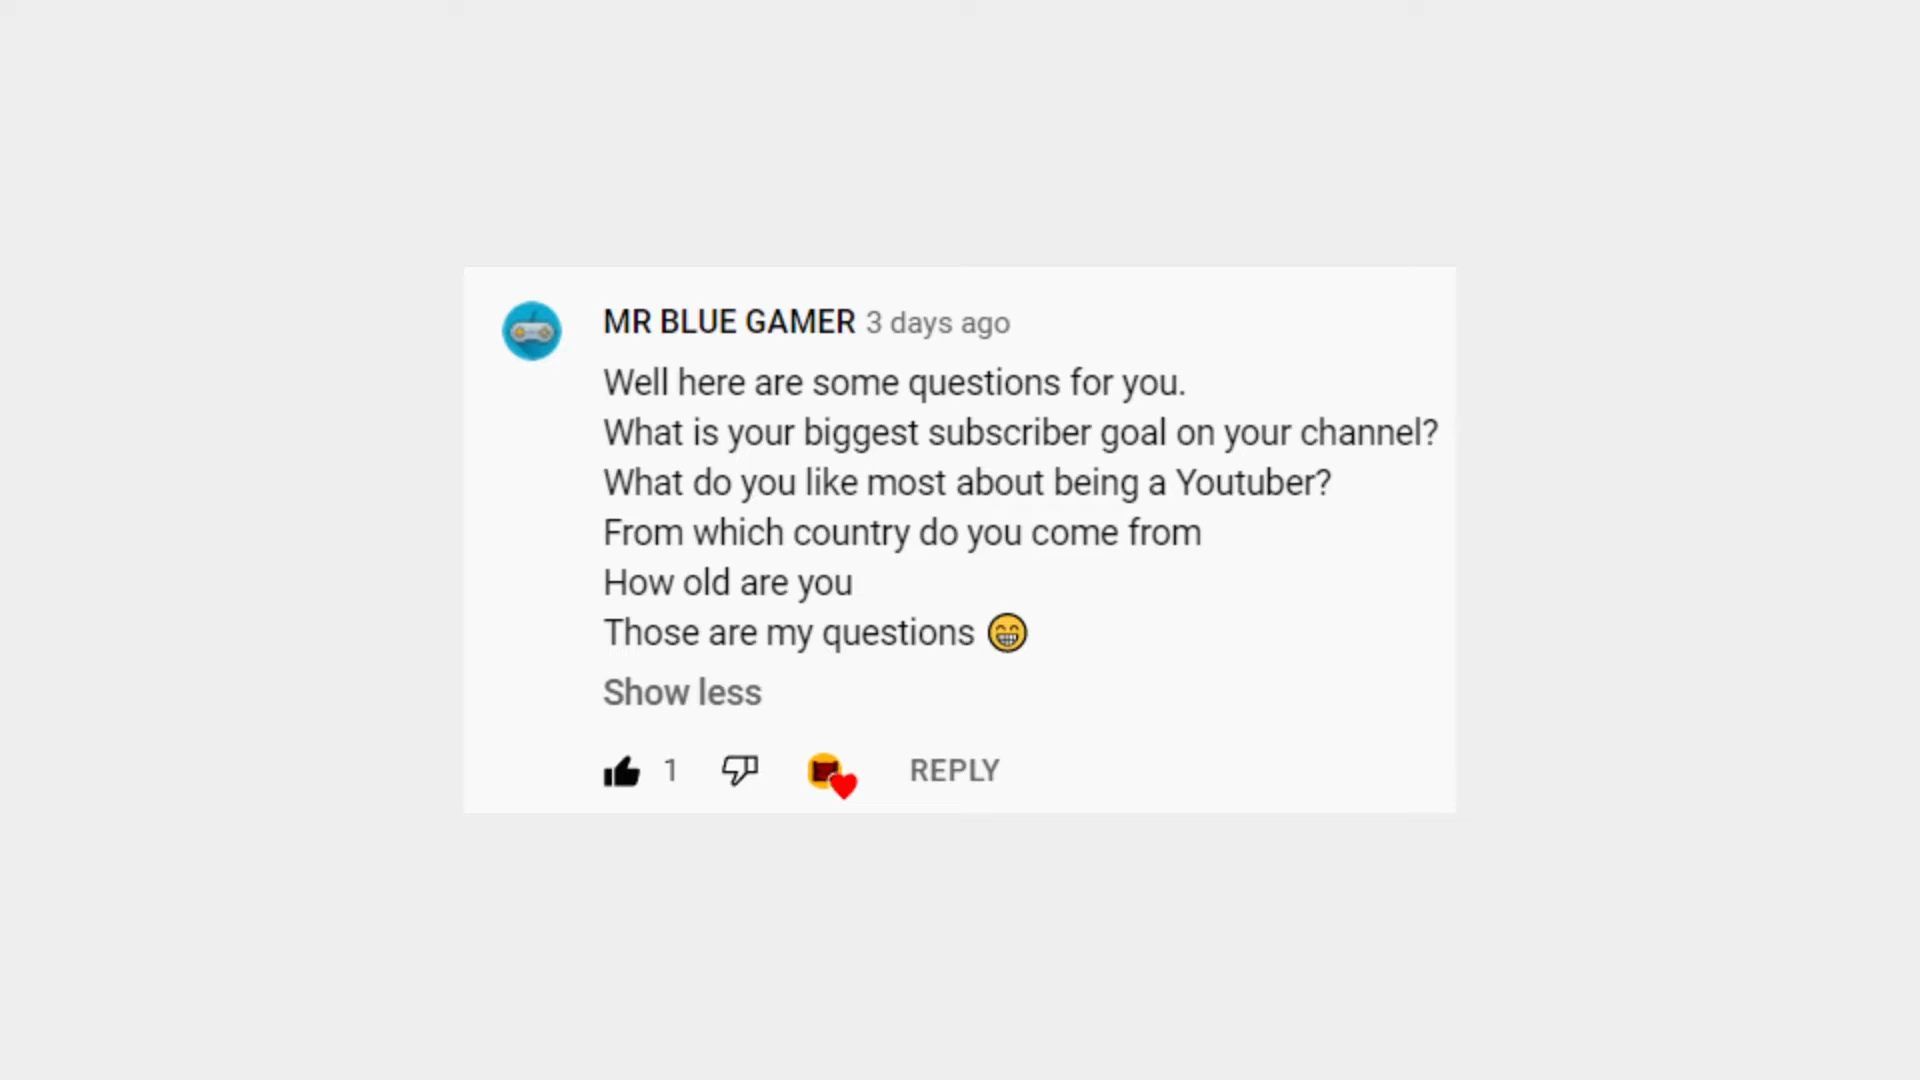 MR BLUE GAMER 3 days ago
Well here are some questions for you.
What is your biggest subscriber goal on your channel?
What do you like most about being a Youtuber?
From which country do you come from
How old are you
Those are my questions 😁
Show less
1 REPLY